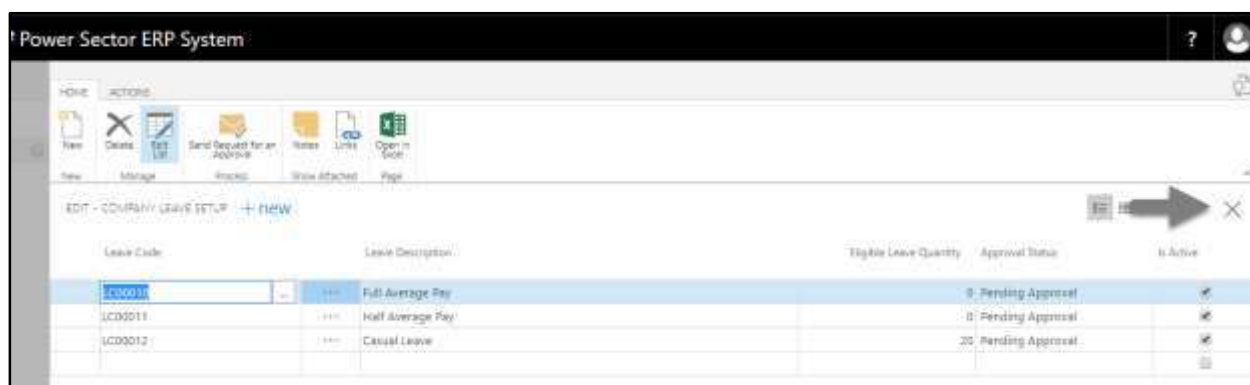 Power Sector ERP System ?
HOME ACTIONS
New Delete Edit List Send Request for an Approval Notes Links Open in Excel
New Manage Process Show Attached Page
EDIT - COMPANY LEAVE SETUP + new
Leave Code Leave Description Eligible Leave Quantity Approval Status Is Active
LC00010 ... Full Average Pay 0 Pending Approval
LC00011 Half Average Pay 0 Pending Approval
LC00012 Casual Leave 20 Pending Approval